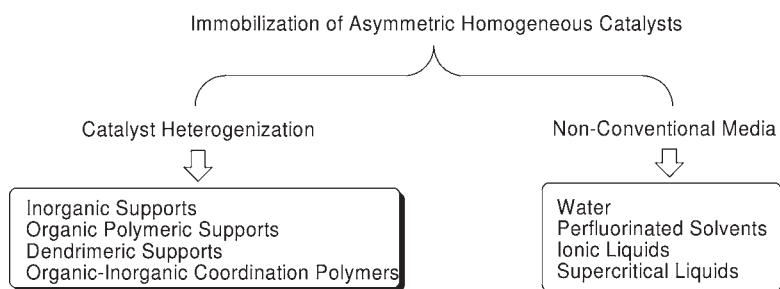 Immobilization of Asymmetric Homogeneous Catalysts
Catalyst Heterogenization
Non-Conventional Media
Inorganic Supports
Organic Polymeric Supports
Dendrimeric Supports
Organic-Inorganic Coordination Polymers
Water
Perfluorinated Solvents
Ionic Liquids
Supercritical Liquids